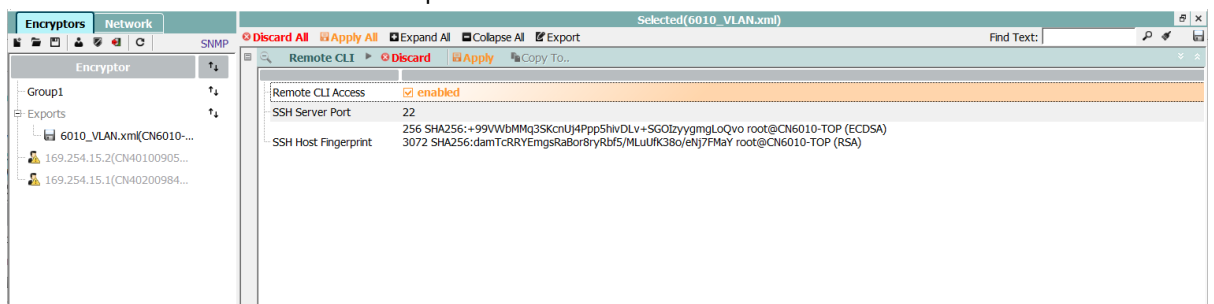 Encryptors Network
Selected(6010_VLAN.xml)
SNMP
Discard All Apply All Expand All Collapse All Export Find Text:
Encryptor
Remote CLI Discard Apply Copy To..
Group1
Exports
6010_VLAN.xml(CN6010-...
169.254.15.2(CN40100905...
169.254.15.1(CN40200984...
Remote CLI Access enabled
SSH Server Port 22
SSH Host Fingerprint
256 SHA256:+99VWbMMq3SKcnUj4Ppp5hivDLv+SGOIzyygmgLoQvo root@CN6010-TOP (ECDSA)
3072 SHA256:damTcRRYEmgsRaBor8ryRbf5/MLuUfK38o/eNj7FMaY root@CN6010-TOP (RSA)